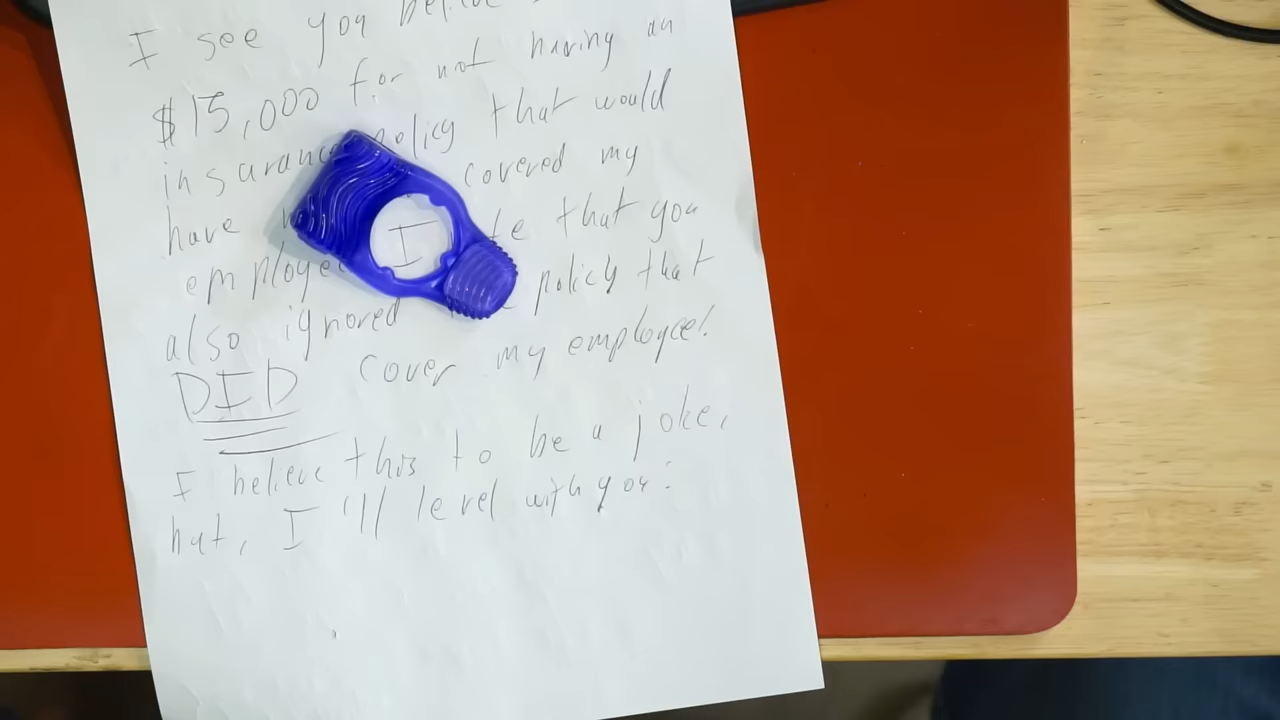 I see you
$15,000 for not having an
insurance policy that would
have covered my
employee I that you
also ignored policy that
DID cover my employee!
I believe this to be a joke,
but, I'll level with you: